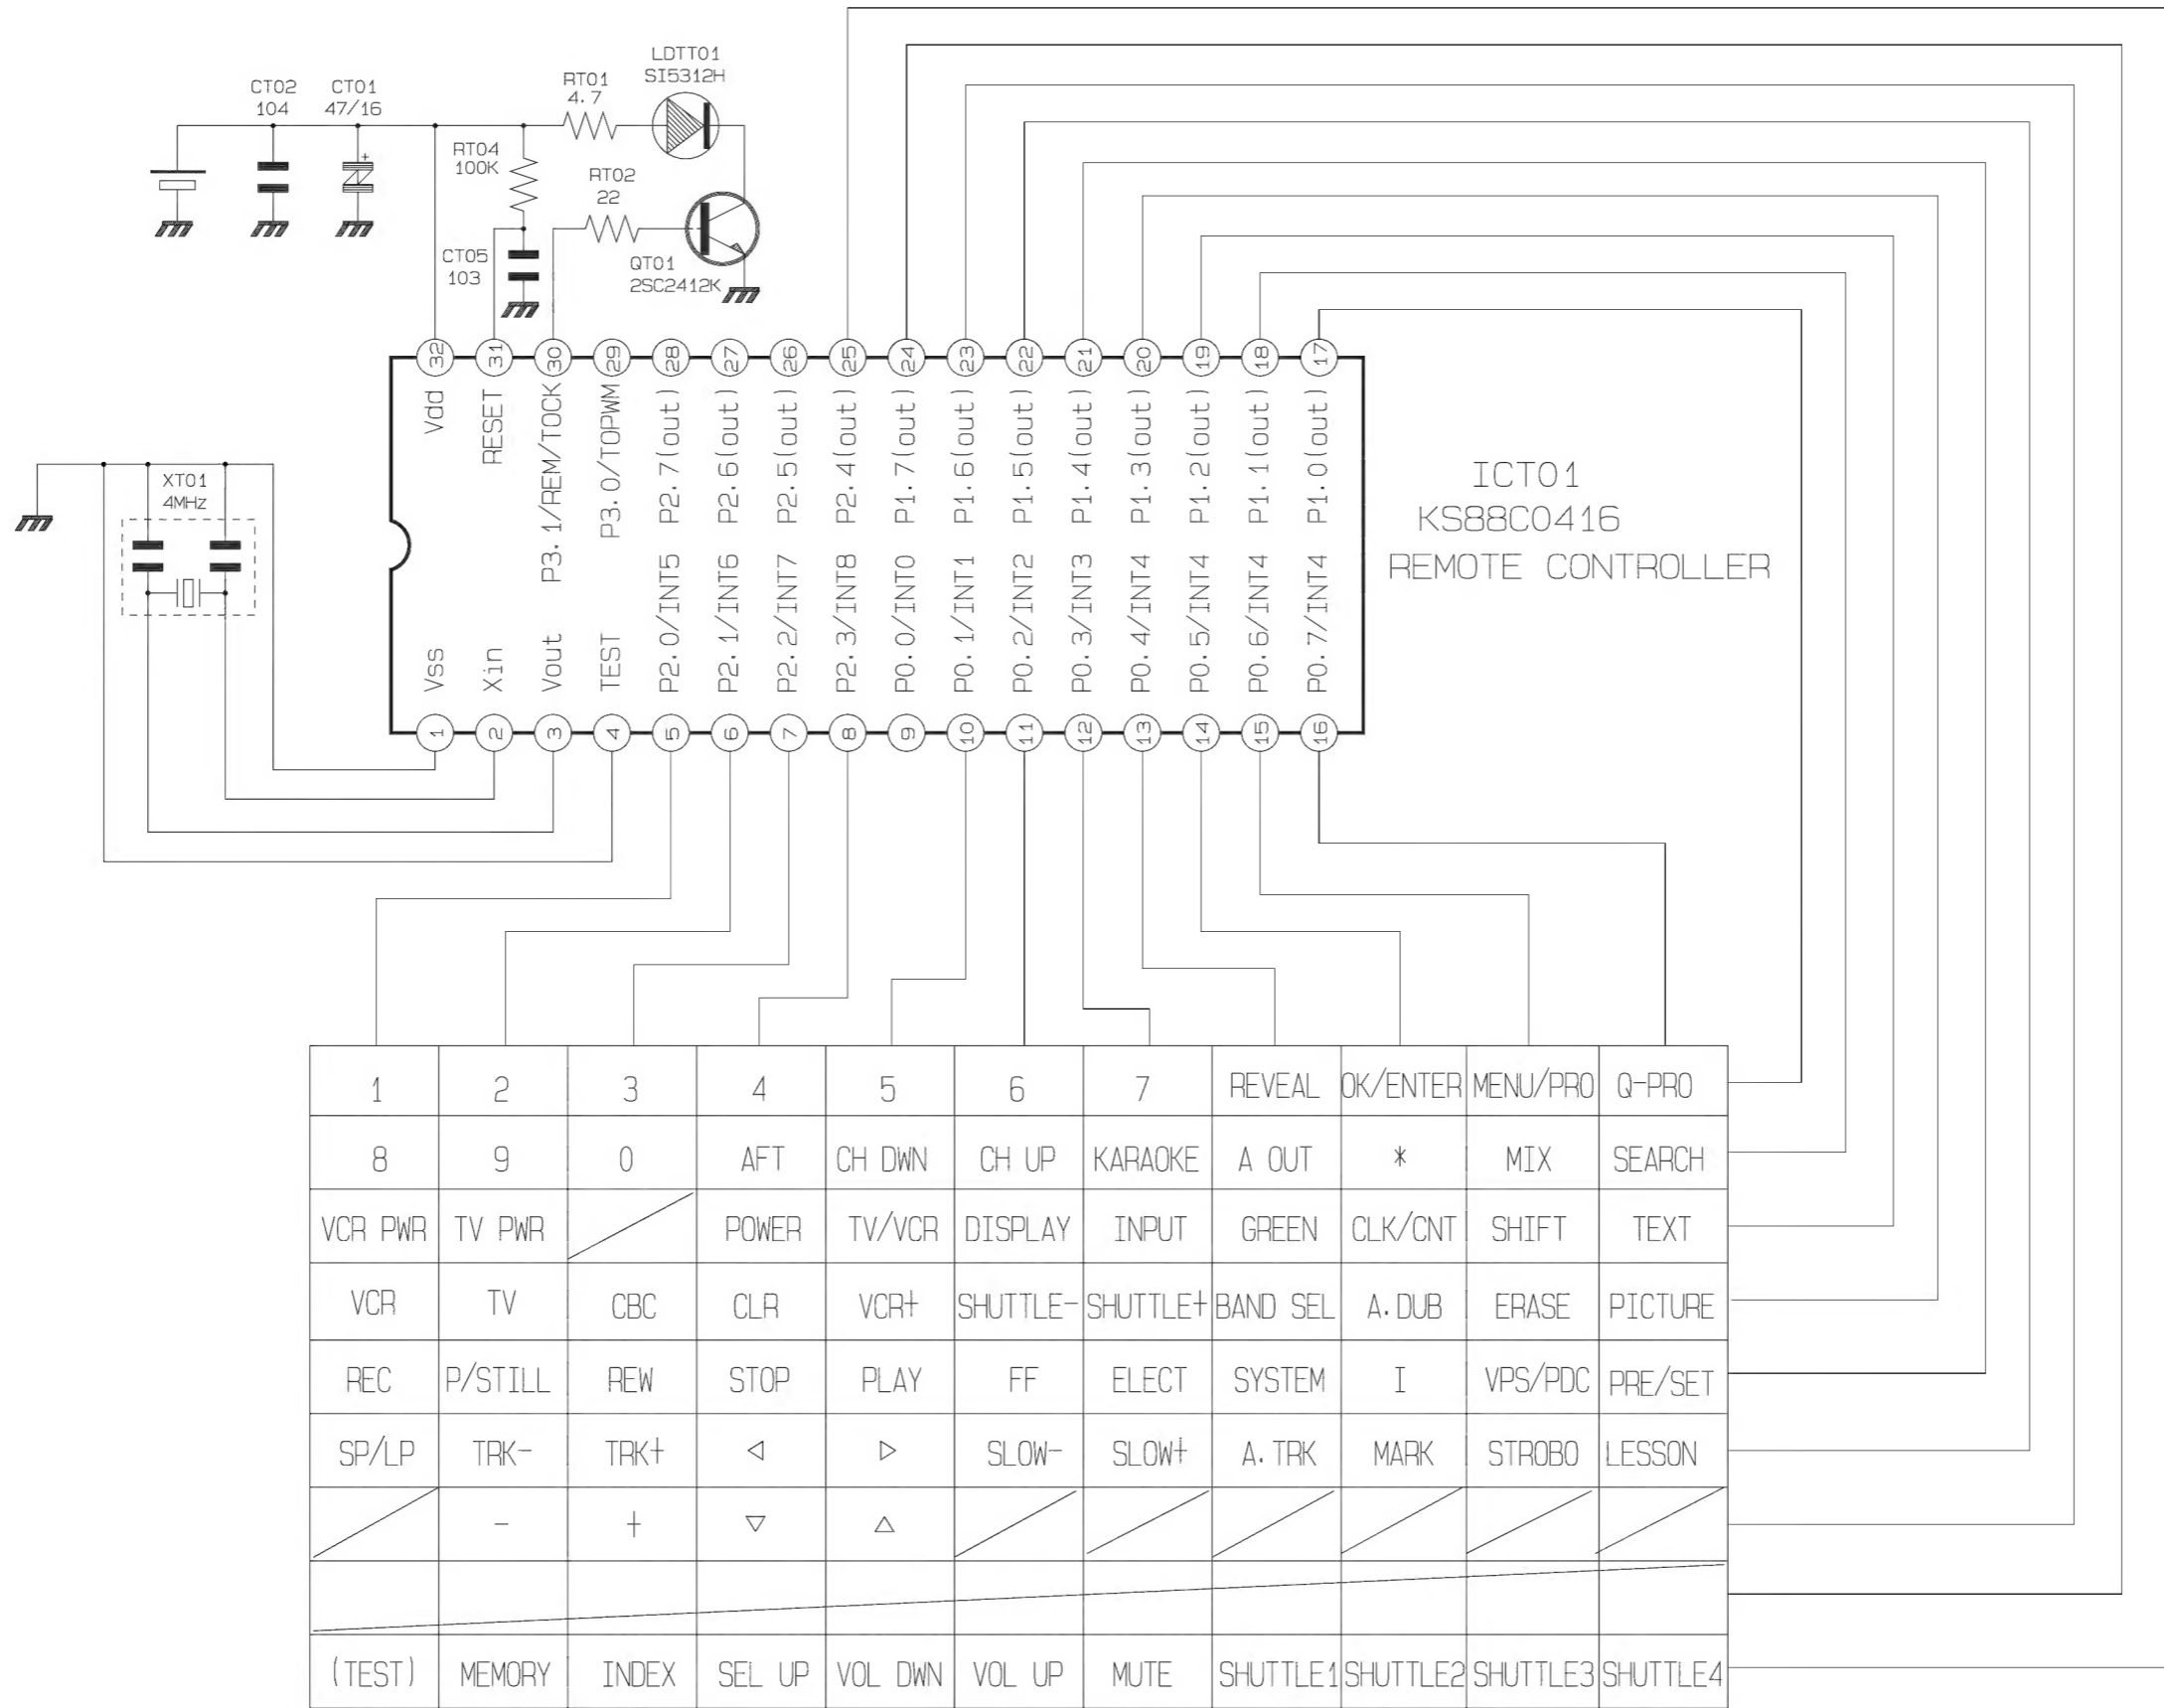 LDTT01
SI5312H
RT01
4.7
CT02
104
CT01
47/16
+
RT04
100K
RT02
22
CT05
103
QT01
2SC2412K
32 31 30 29 28 27 26 25 24 23 22 21 20 19 18 17
Vdd
RESET
P3.1/REM/TOCK
P3.0/TOPWM
P2.7(out)
P2.6(out)
P2.5(out)
P2.4(out)
P1.7(out)
P1.6(out)
P1.5(out)
P1.4(out)
P1.3(out)
P1.2(out)
P1.1(out)
P1.0(out)
XT01
4MHz
ICT01
KS88C0416
REMOTE CONTROLLER
Vss
Xin
Vout
TEST
P2.0/INT5
P2.1/INT6
P2.2/INT7
P2.3/INT8
P0.0/INT0
P0.1/INT1
P0.2/INT2
P0.3/INT3
P0.4/INT4
P0.5/INT4
P0.6/INT4
P0.7/INT4
1 2 3 4 5 6 7 8 9 10 11 12 13 14 15 16
1 2 3 4 5 6 7 REVEAL OK/ENTER MENU/PRO Q-PRO
8 9 0 AFT CH DWN CH UP KARAOKE A OUT * MIX SEARCH
VCR PWR TV PWR POWER TV/VCR DISPLAY INPUT GREEN CLK/CNT SHIFT TEXT
VCR TV CBC CLR VCR+ SHUTTLE- SHUTTLE+ BAND SEL A.DUB ERASE PICTURE
REC P/STILL REW STOP PLAY FF ELECT SYSTEM I VPS/PDC PRE/SET
SP/LP TRK- TRK+ ◁ ▷ SLOW- SLOW+ A.TRK MARK STROBO LESSON
- + ▽ △
(TEST) MEMORY INDEX SEL UP VOL DWN VOL UP MUTE SHUTTLE1 SHUTTLE2 SHUTTLE3 SHUTTLE4